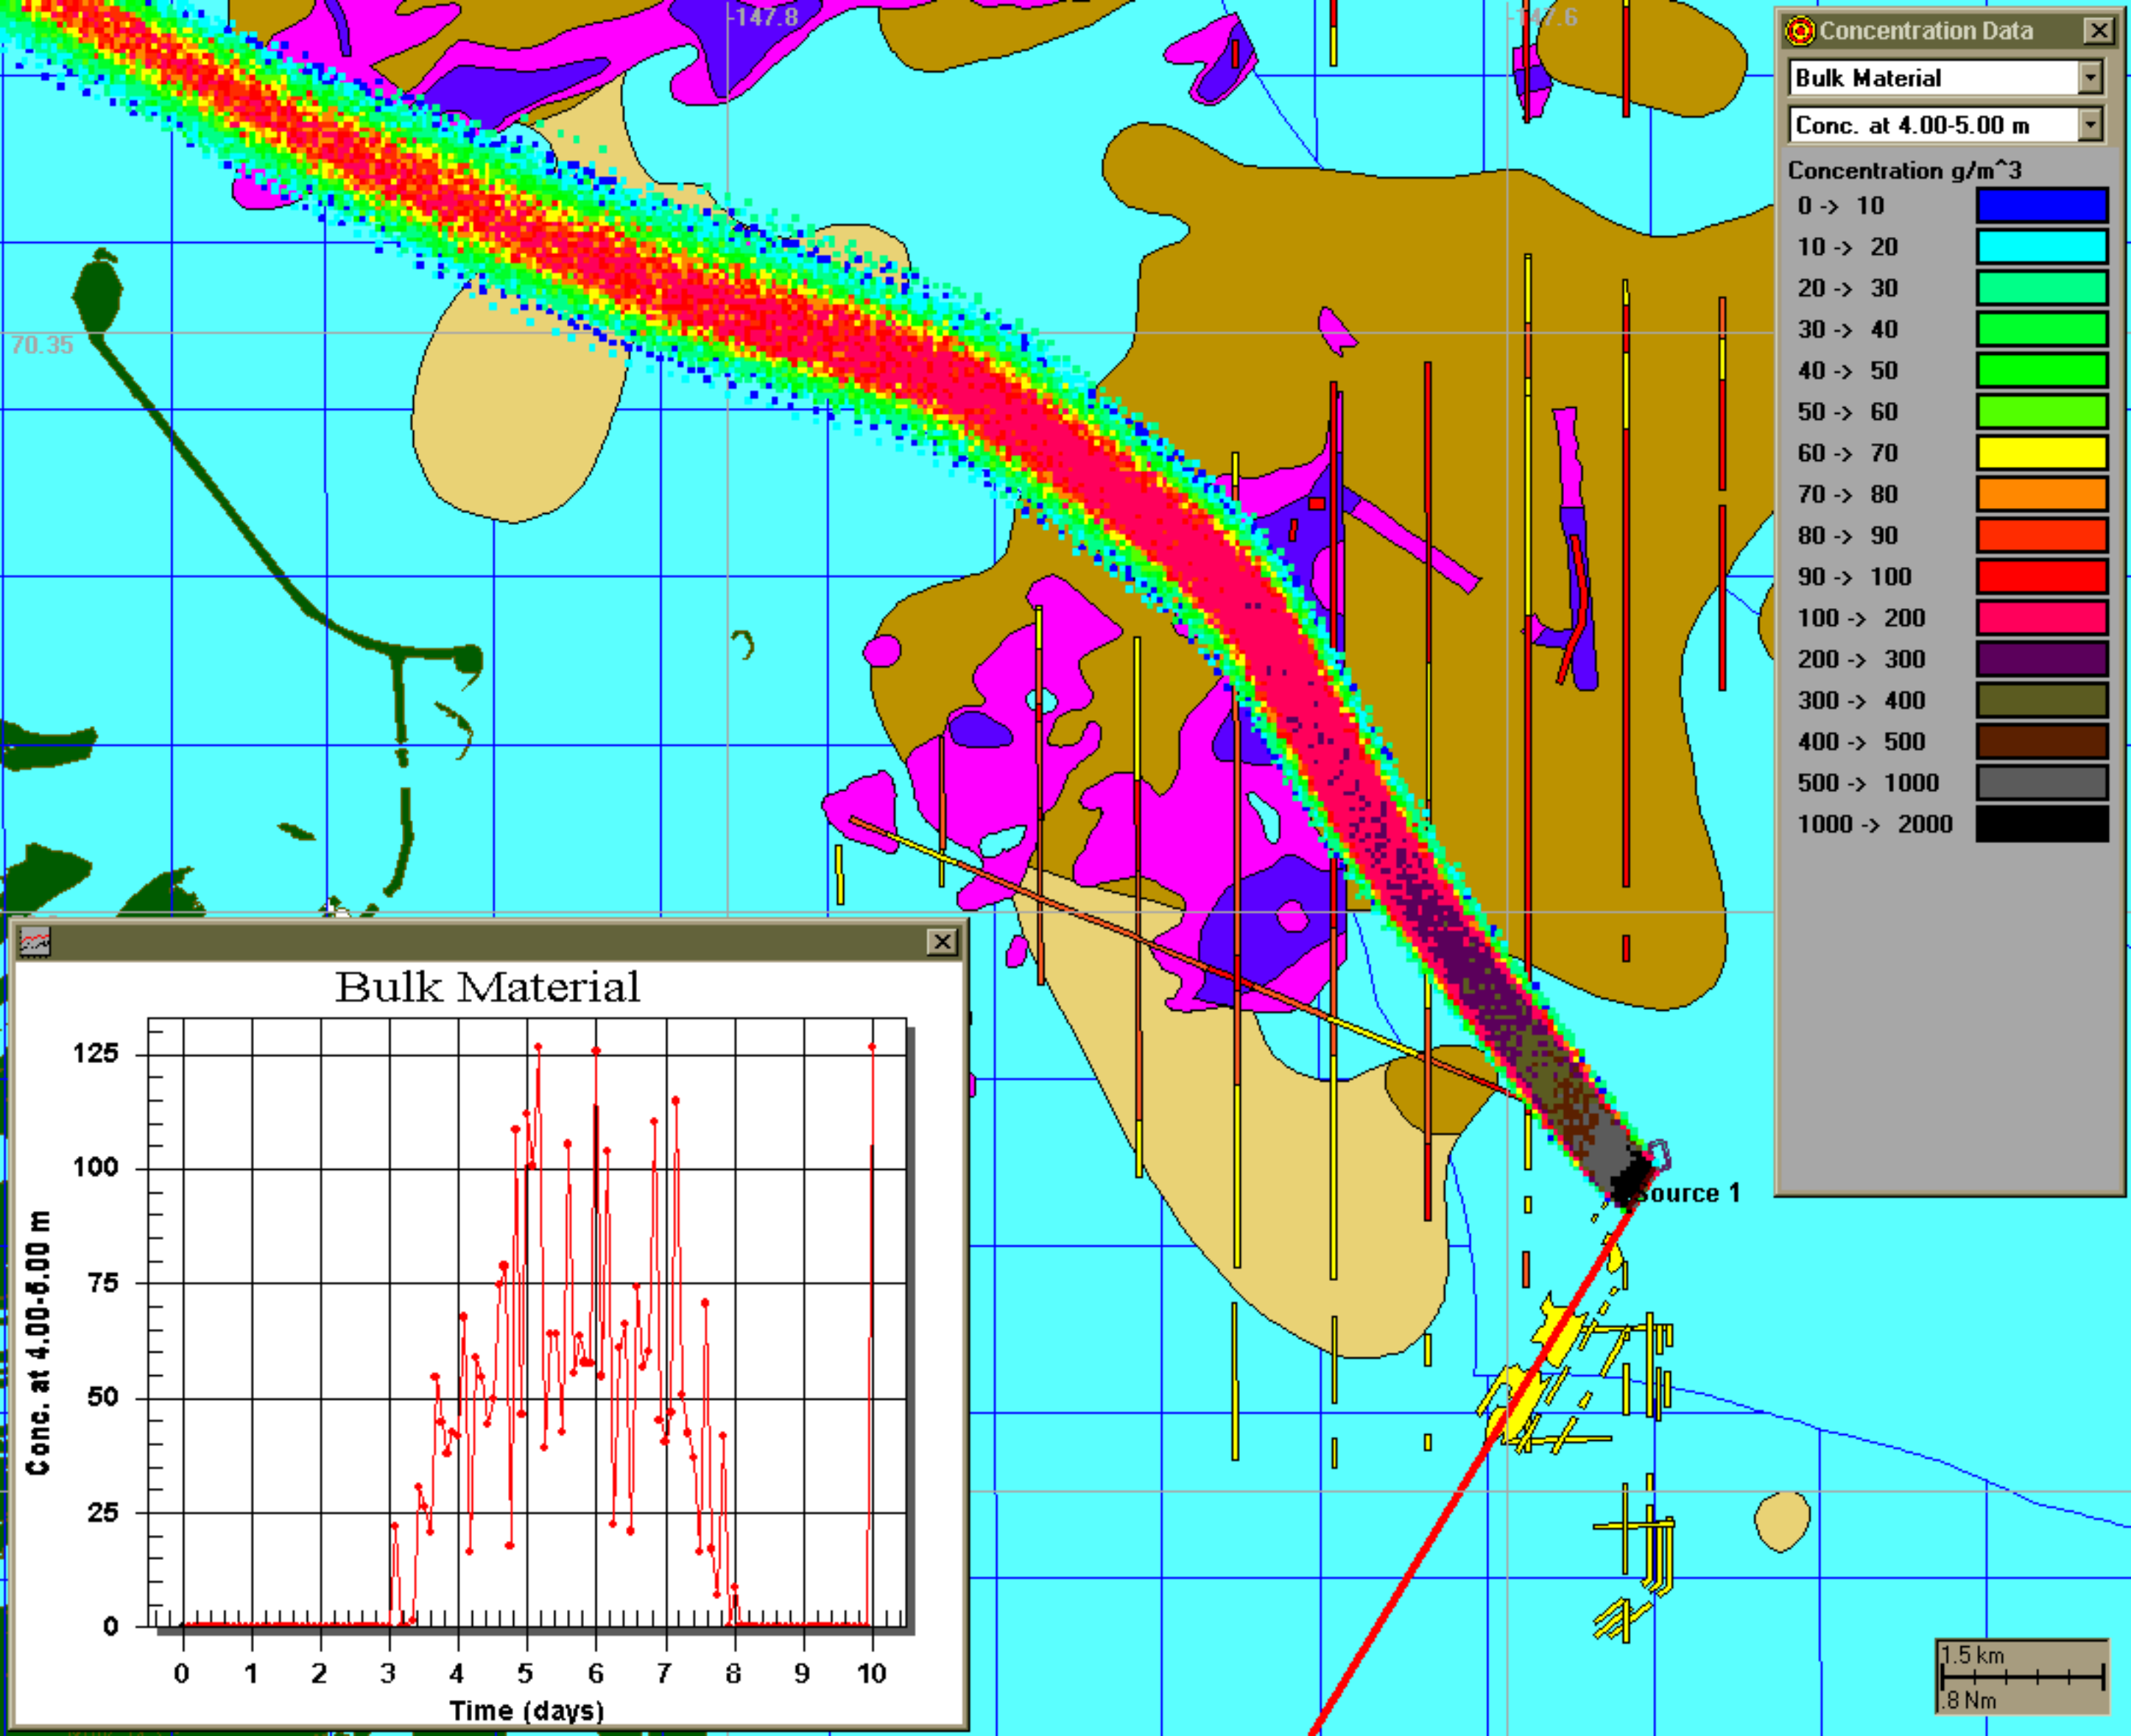 -147.8
-147.6
70.35
Concentration Data
Bulk Material
Conc. at 4.00-5.00 m
Concentration g/m^3
0 -> 10
10 -> 20
20 -> 30
30 -> 40
40 -> 50
50 -> 60
60 -> 70
70 -> 80
80 -> 90
90 -> 100
100 -> 200
200 -> 300
300 -> 400
400 -> 500
500 -> 1000
1000 -> 2000
Source 1
Bulk Material
Conc. at 4.00-5.00 m
125
100
75
50
25
0
0 1 2 3 4 5 6 7 8 9 10
Time (days)
1.5 km
.8 Nm